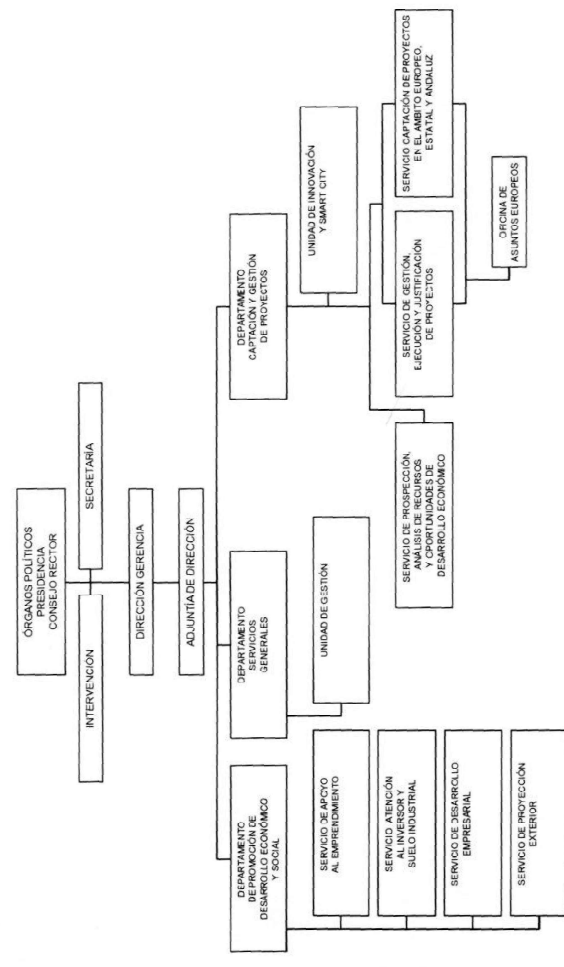 ÓRGANOS POLÍTICOS
PRESIDENCIA
CONSEJO RECTOR
INTERVENCIÓN
SECRETARÍA
DIRECCIÓN GERENCIA
ADJUNTÍA DE DIRECCIÓN
DEPARTAMENTO
DE PROMOCIÓN DE
DESARROLLO ECONÓMICO
Y SOCIAL
SERVICIO DE APOYO
AL EMPRENDIMIENTO
SERVICIO ATENCIÓN
AL INVERSOR Y
SUELO INDUSTRIAL
SERVICIO DE DESARROLLO
EMPRESARIAL
SERVICIO DE PROYECCIÓN
EXTERIOR
DEPARTAMENTO
SERVICIOS
GENERALES
UNIDAD DE GESTIÓN
DEPARTAMENTO
CAPTACIÓN Y GESTIÓN
DE PROYECTOS
UNIDAD DE INNOVACIÓN
Y SMART CITY
SERVICIO DE PROSPECCIÓN,
ANÁLISIS DE RECURSOS
Y OPORTUNIDADES DE
DESARROLLO ECONÓMICO
SERVICIO DE GESTIÓN,
EJECUCIÓN Y JUSTIFICACIÓN
DE PROYECTOS
SERVICIO CAPTACIÓN DE PROYECTOS
EN EL ÁMBITO EUROPEO,
ESTATAL Y ANDALUZ
OFICINA DE
ASUNTOS EUROPEOS